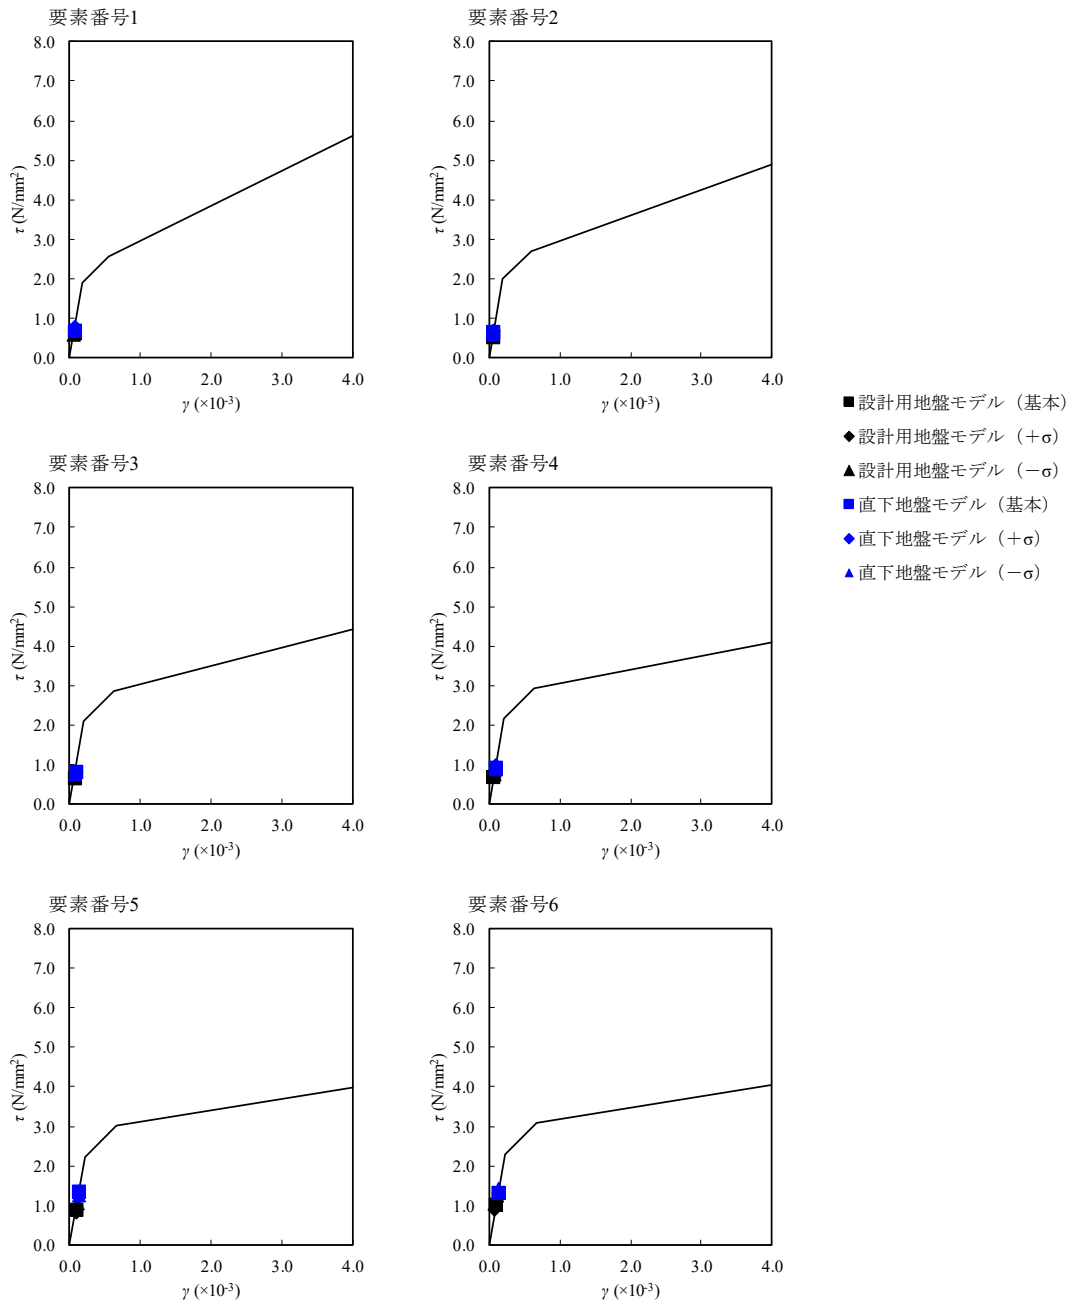 要素番号1
8.0
7.0
6.0
5.0
4.0
3.0
2.0
1.0
0.0
τ (N/mm²)
0.0 1.0 2.0 3.0 4.0
γ (×10⁻³)
要素番号2
8.0
7.0
6.0
5.0
4.0
3.0
2.0
1.0
0.0
τ (N/mm²)
0.0 1.0 2.0 3.0 4.0
γ (×10⁻³)
要素番号3
8.0
7.0
6.0
5.0
4.0
3.0
2.0
1.0
0.0
τ (N/mm²)
0.0 1.0 2.0 3.0 4.0
γ (×10⁻³)
要素番号4
8.0
7.0
6.0
5.0
4.0
3.0
2.0
1.0
0.0
τ (N/mm²)
0.0 1.0 2.0 3.0 4.0
γ (×10⁻³)
要素番号5
8.0
7.0
6.0
5.0
4.0
3.0
2.0
1.0
0.0
τ (N/mm²)
0.0 1.0 2.0 3.0 4.0
γ (×10⁻³)
要素番号6
8.0
7.0
6.0
5.0
4.0
3.0
2.0
1.0
0.0
τ (N/mm²)
0.0 1.0 2.0 3.0 4.0
γ (×10⁻³)
設計用地盤モデル（基本）
設計用地盤モデル（＋σ）
設計用地盤モデル（－σ）
直下地盤モデル（基本）
直下地盤モデル（＋σ）
直下地盤モデル（－σ）